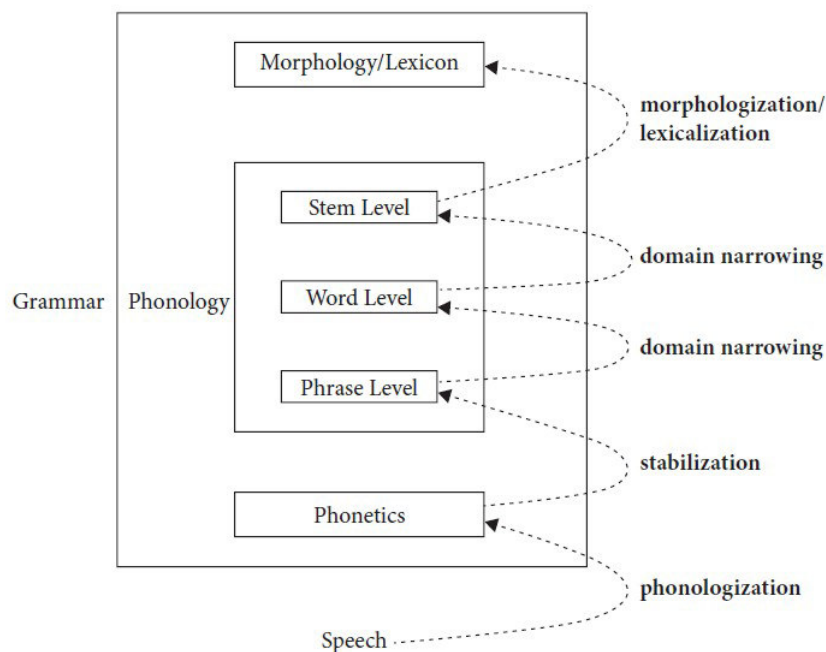 Morphology/Lexicon
morphologization/
lexicalization
Stem Level
domain narrowing
Grammar
Phonology
Word Level
domain narrowing
Phrase Level
stabilization
Phonetics
phonologization
Speech